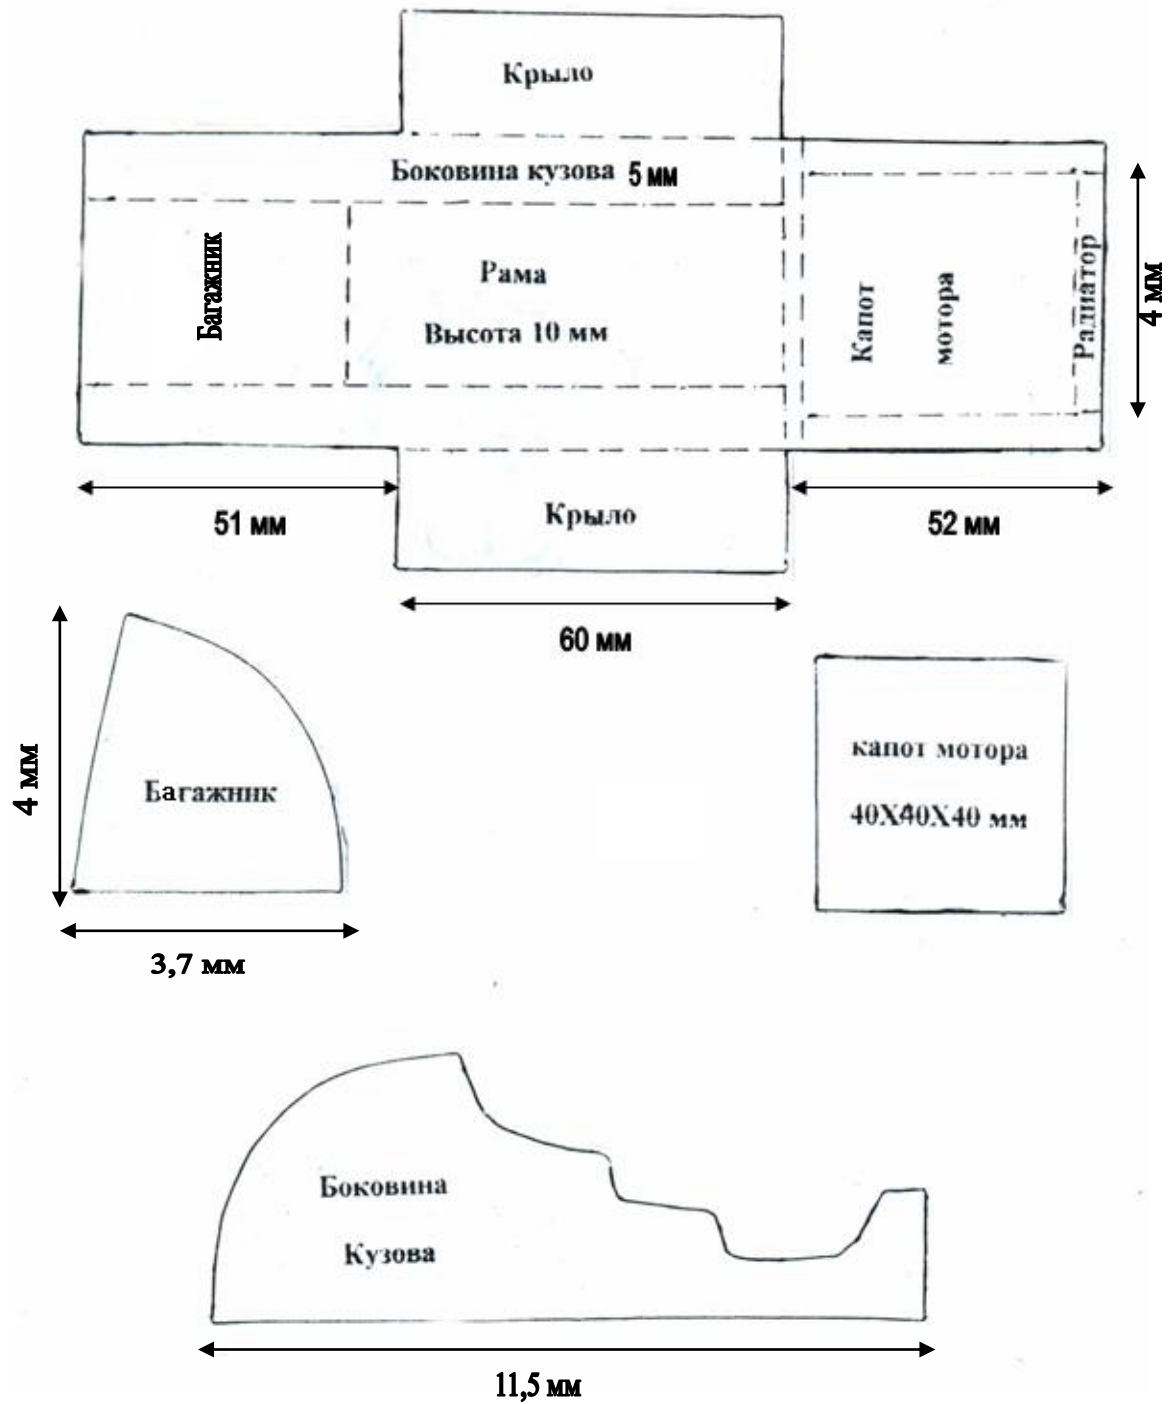 Крыло
Боковина кузова 5 мм
Багажник
Рама
Высота 10 мм
Капот
мотора
Радиатор
4 мм
51 мм
Крыло
52 мм
60 мм
4 мм
Багажник
3,7 мм
капот мотора
40Х40Х40 мм
Боковина
Кузова
11,5 мм